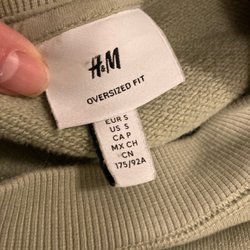 H&M
OVERSIZED FIT
EUR S
US S
CA P
MX CH
CN
175/92A